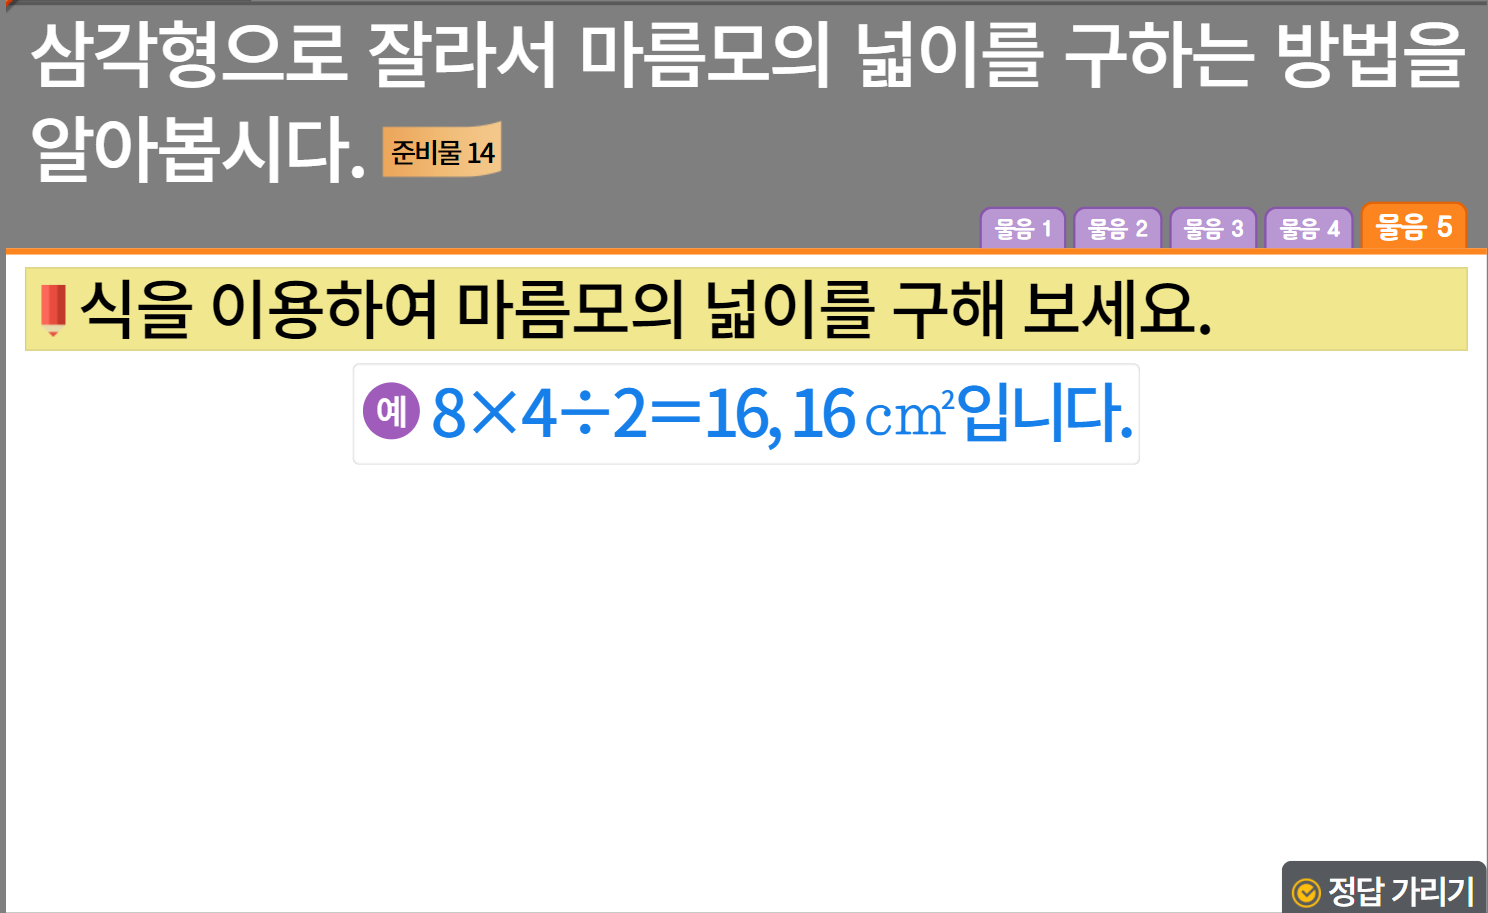 삼각형으로 잘라서 마름모의 넓이를 구하는 방법을
알아봅시다. 준비물 14
물음 1 물음 2 물음 3 물음 4 물음 5
식을 이용하여 마름모의 넓이를 구해 보세요.
예 8×4÷2=16, 16 cm²입니다.
정답 가리기